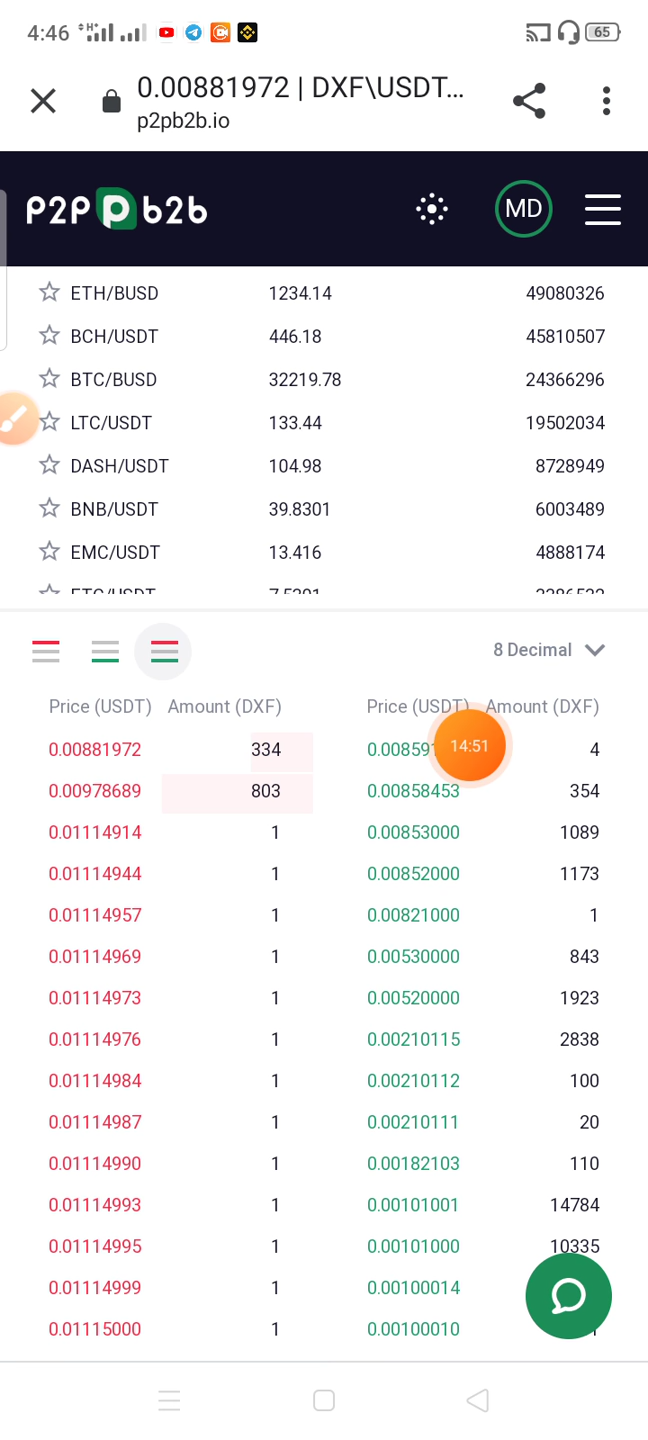 4:46 H+ 65
0.00881972 | DXF\USDT...
p2pb2b.io
P2P P b2b MD
ETH/BUSD 1234.14 49080326
BCH/USDT 446.18 45810507
BTC/BUSD 32219.78 24366296
LTC/USDT 133.44 19502034
DASH/USDT 104.98 8728949
BNB/USDT 39.8301 6003489
EMC/USDT 13.416 4888174
8 Decimal
Price (USDT) Amount (DXF) Price (USDT) Amount (DXF)
14:51
0.00881972 334 4
0.00978689 803 0.00858453 354
0.01114914 1 0.00853000 1089
0.01114944 1 0.00852000 1173
0.01114957 1 0.00821000 1
0.01114969 1 0.00530000 843
0.01114973 1 0.00520000 1923
0.01114976 1 0.00210115 2838
0.01114984 1 0.00210112 100
0.01114987 1 0.00210111 20
0.01114990 1 0.00182103 110
0.01114993 1 0.00101001 14784
0.01114995 1 0.00101000 10335
0.01114999 1 0.00100014
0.01115000 1 0.00100010